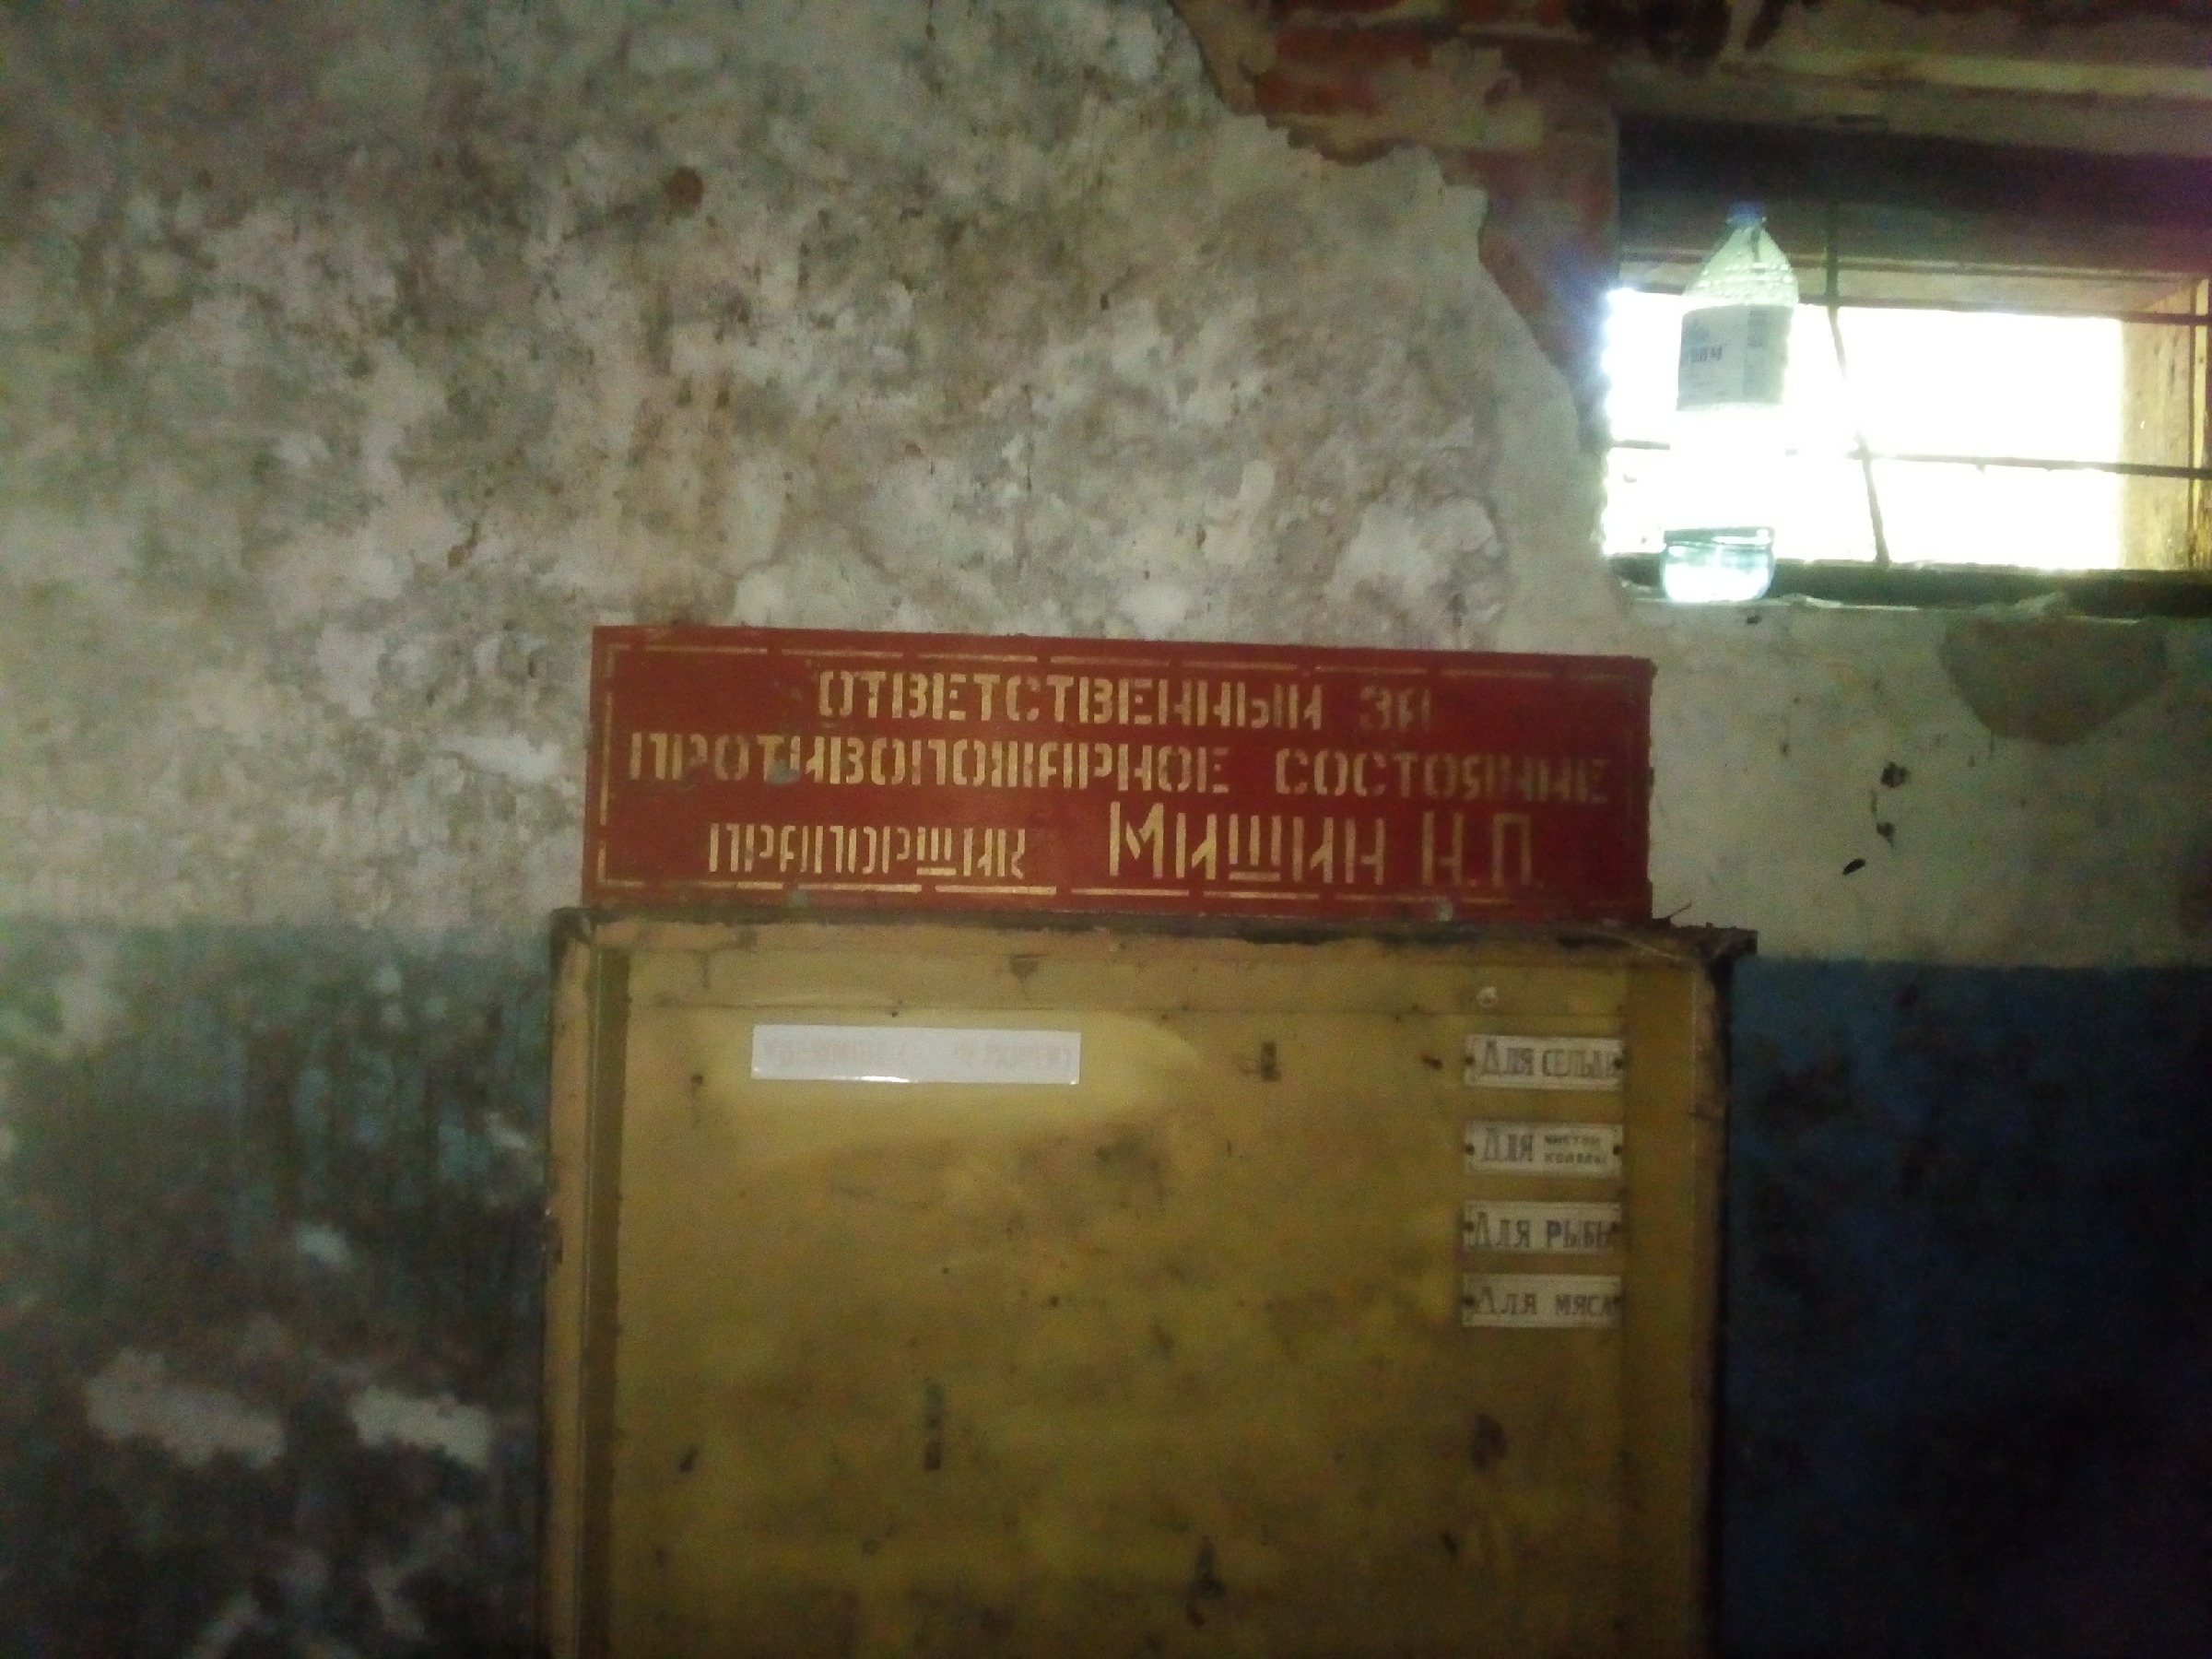 ОТВЕТСТВЕННЫЙ ЗА
ПРОТИВОПОЖАРНОЕ СОСТОЯНИЕ
ПРАПОРЩИК МИШИН Н.П.
ДЛЯ СЕЛЬДИ
ДЛЯ
ДЛЯ РЫБЫ
ДЛЯ МЯСА